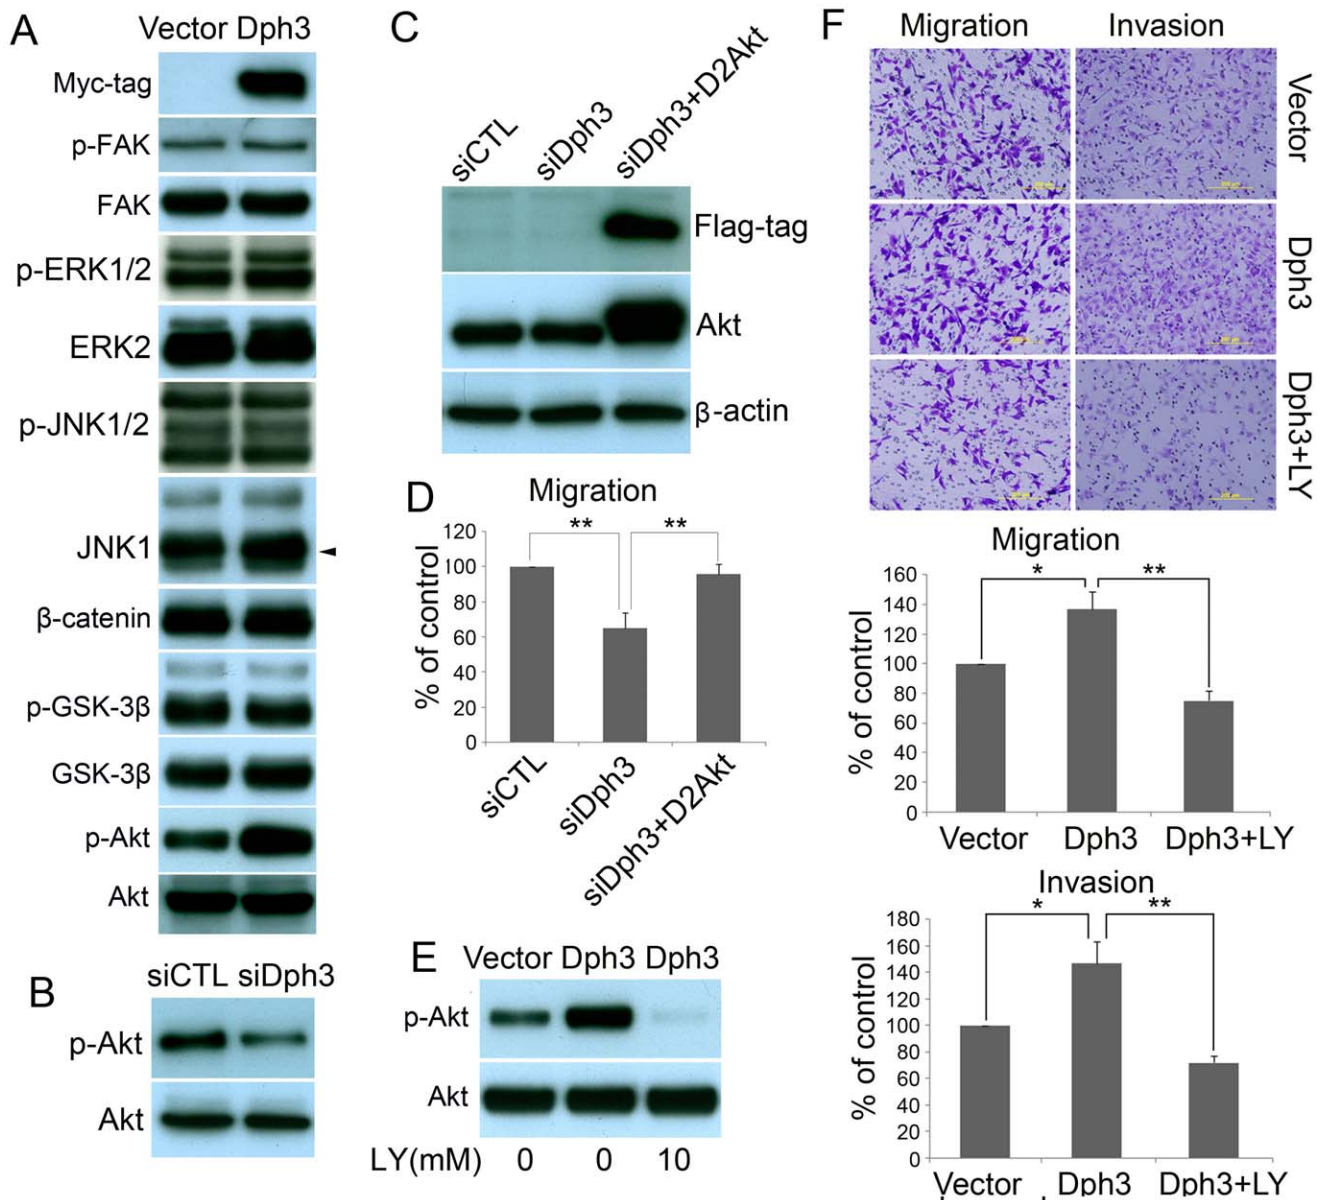 A
Vector Dph3
Myc-tag
p-FAK
FAK
p-ERK1/2
ERK2
p-JNK1/2
JNK1
β-catenin
p-GSK-3β
GSK-3β
p-Akt
Akt
B
siCTL siDph3
p-Akt
Akt
C
siCTL
siDph3
siDph3+D2Akt
Flag-tag
Akt
β-actin
D
Migration
** **
% of control
120
100
80
60
40
20
0
siCTL
siDph3
siDph3+D2Akt
E
Vector Dph3 Dph3
p-Akt
Akt
LY(mM) 0 0 10
F
Migration Invasion
Vector
Dph3
Dph3+LY
Migration
* **
% of control
160
140
120
100
80
60
40
20
0
Vector Dph3 Dph3+LY
Invasion
* **
% of control
180
160
140
120
100
80
60
40
20
0
Vector Dph3 Dph3+LY